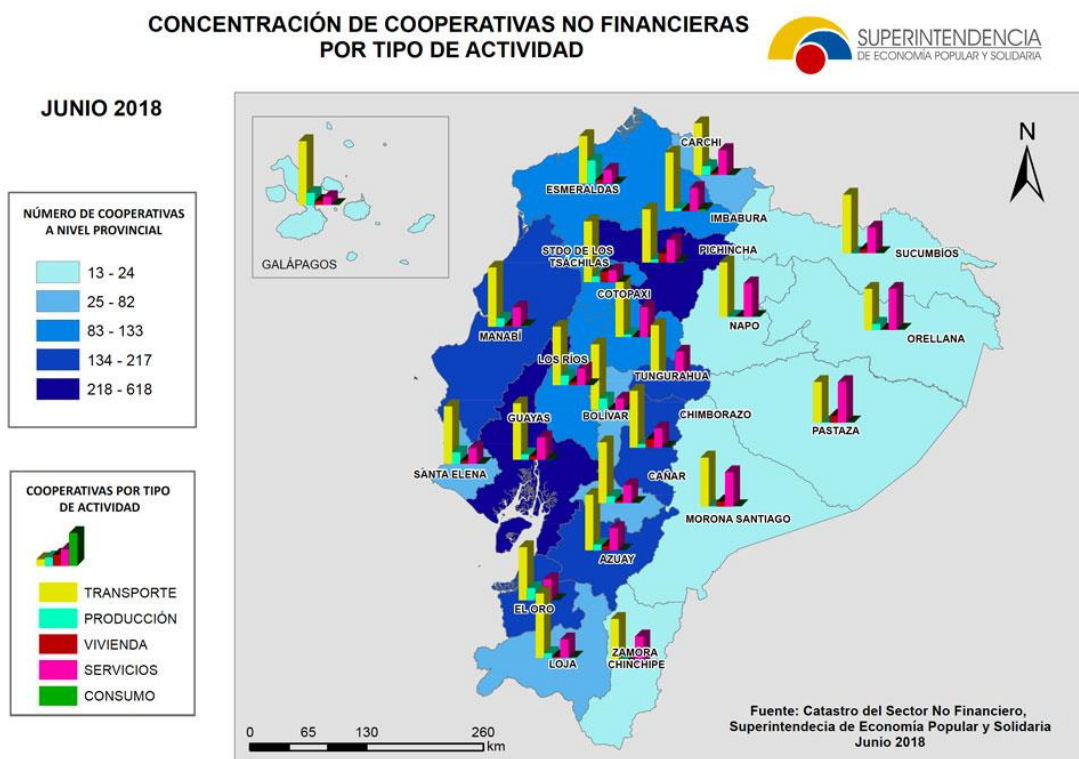 CONCENTRACIÓN DE COOPERATIVAS NO FINANCIERAS
POR TIPO DE ACTIVIDAD
SUPERINTENDENCIA
DE ECONOMÍA POPULAR Y SOLIDARIA
JUNIO 2018
NÚMERO DE COOPERATIVAS
A NIVEL PROVINCIAL
13 - 24
25 - 82
83 - 133
134 - 217
218 - 618
COOPERATIVAS POR TIPO
DE ACTIVIDAD
TRANSPORTE
PRODUCCIÓN
VIVIENDA
SERVICIOS
CONSUMO
GALÁPAGOS
N
CARCHI
ESMERALDAS
IMBABURA
STDO DE LOS
TSÁCHILAS
PICHINCHA
SUCUMBÍOS
COTOPAXI
NAPO
ORELLANA
MANABÍ
LOS RÍOS
TUNGURAHUA
GUAYAS
BOLÍVAR
CHIMBORAZO
PASTAZA
SANTA ELENA
CAÑAR
MORONA SANTIAGO
AZUAY
EL ORO
LOJA
ZAMORA
CHINCHIPE
0 65 130 260
km
Fuente: Catastro del Sector No Financiero,
Superintendecia de Economía Popular y Solidaria
Junio 2018